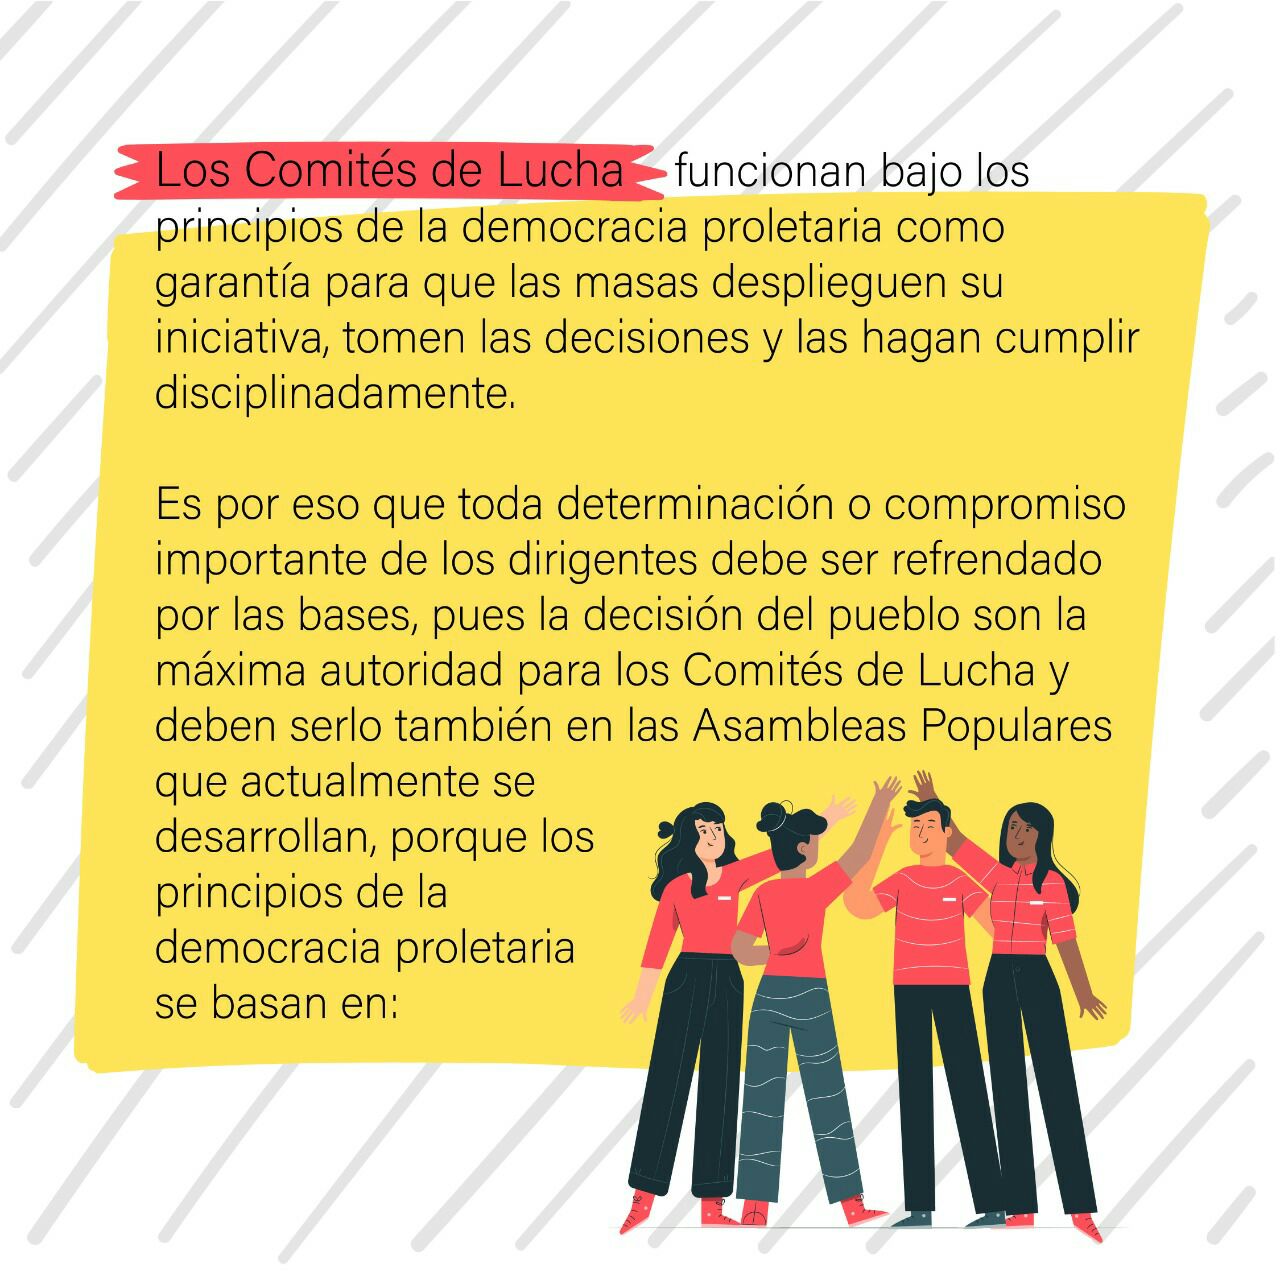 Los Comités de Lucha funcionan bajo los
principios de la democracia proletaria como
garantía para que las masas desplieguen su
iniciativa, tomen las decisiones y las hagan cumplir
disciplinadamente.
Es por eso que toda determinación o compromiso
importante de los dirigentes debe ser refrendado
por las bases, pues la decisión del pueblo son la
máxima autoridad para los Comités de Lucha y
deben serlo también en las Asambleas Populares
que actualmente se
desarrollan, porque los
principios de la
democracia proletaria
se basan en: